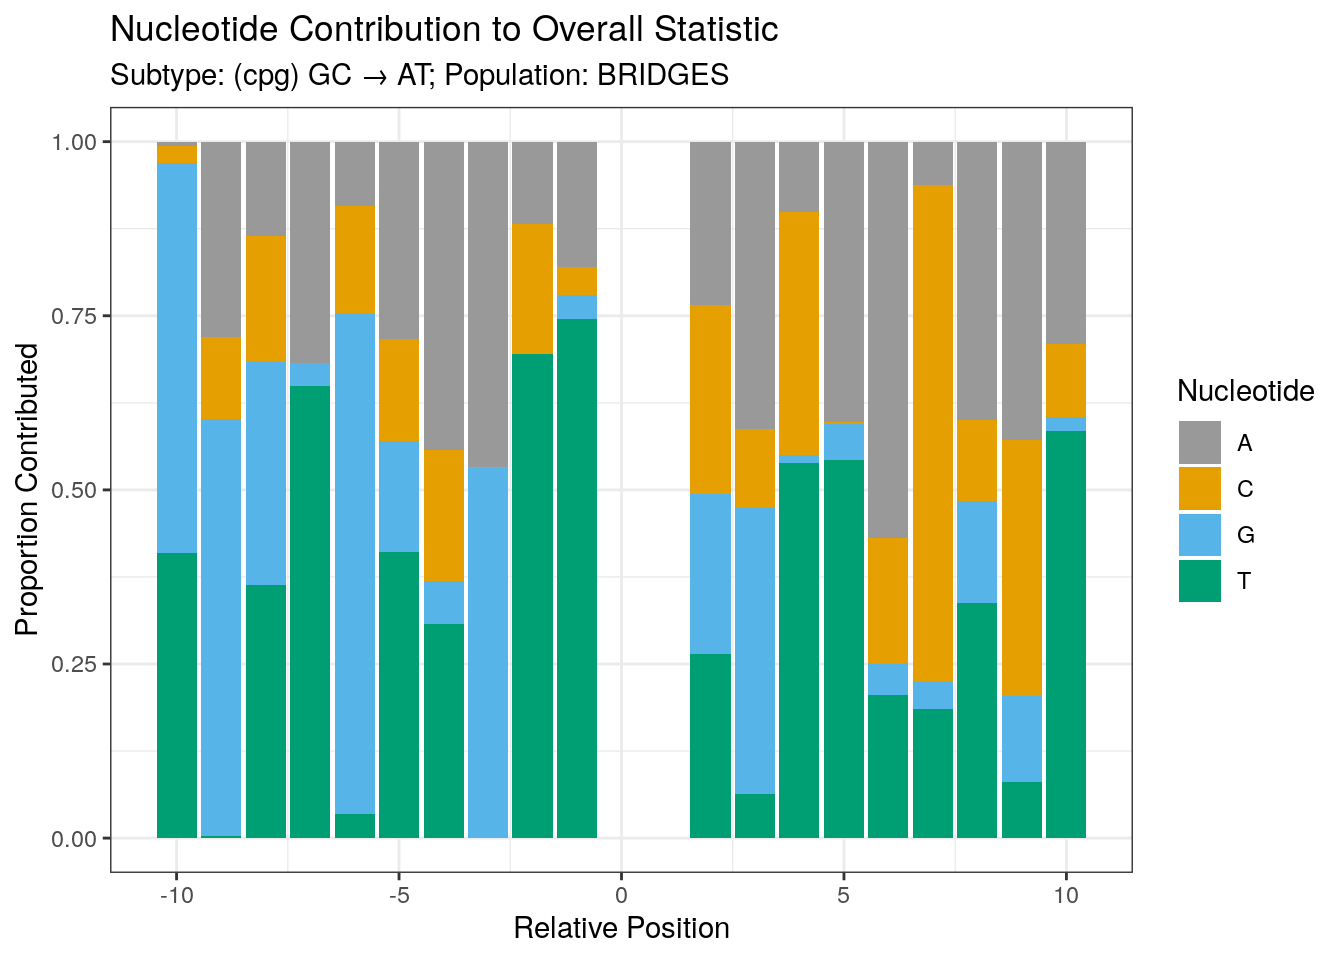 Nucleotide Contribution to Overall Statistic
Subtype: (cpg) GC → AT; Population: BRIDGES
1.00
0.75
0.50
0.25
0.00
Proportion Contributed
-10
-5
0
5
10
Relative Position
Nucleotide
A
C
G
T